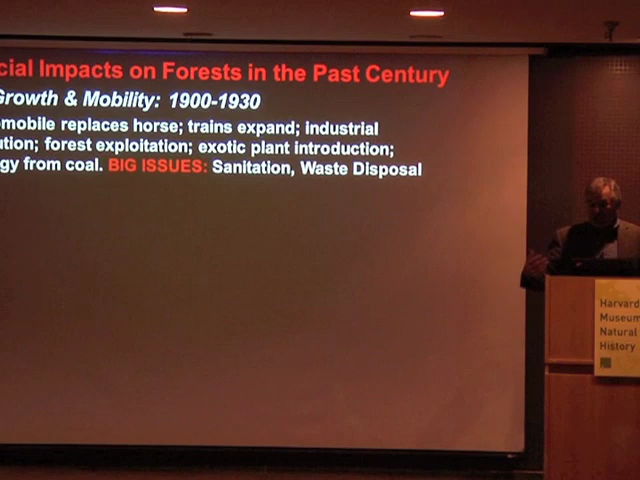 cial Impacts on Forests in the Past Century
Growth & Mobility: 1900-1930
mobile replaces horse; trains expand; industrial
ution; forest exploitation; exotic plant introduction;
gy from coal. BIG ISSUES: Sanitation, Waste Disposal
Harvard
Museum
Natural
History